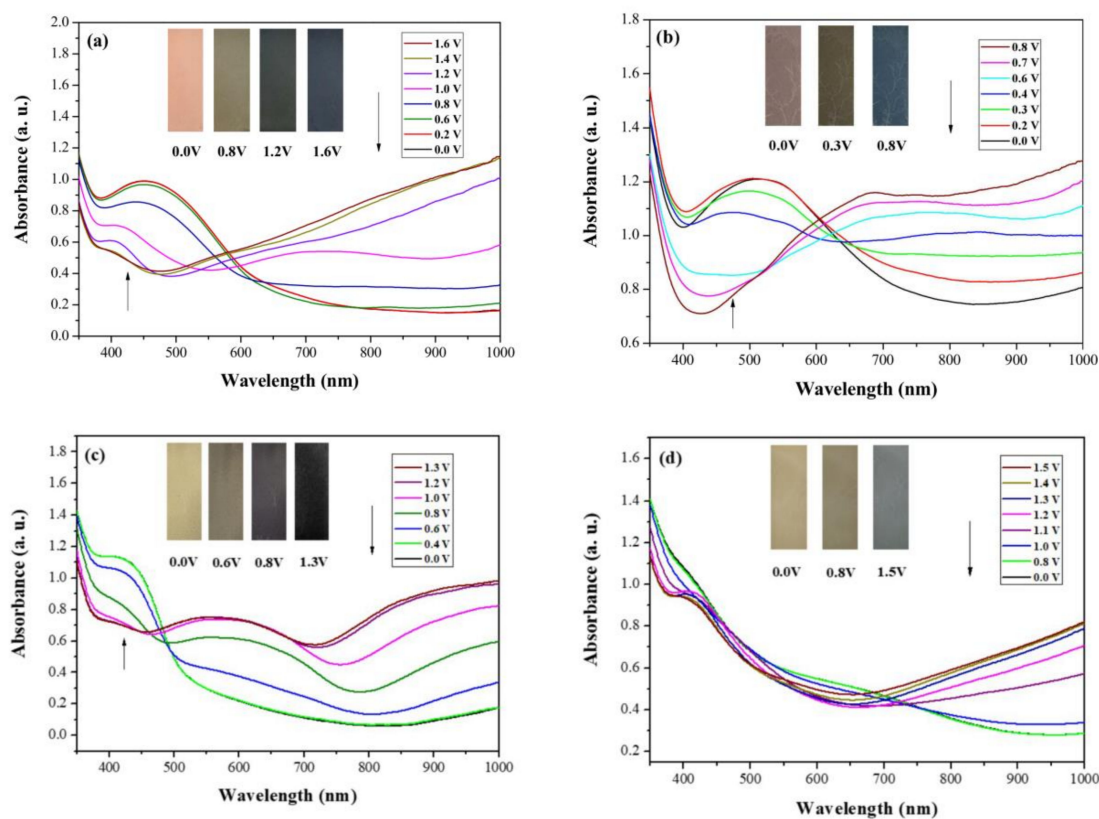 (a)
2.0
1.8
1.6
1.4
1.2
1.0
0.8
0.6
0.4
0.2
0.0
Absorbance (a. u.)
0.0V 0.8V 1.2V 1.6V
1.6 V
1.4 V
1.2 V
1.0 V
0.8 V
0.6 V
0.2 V
0.0 V
400 500 600 700 800 900 1000
Wavelength (nm)
(b)
1.8
1.6
1.4
1.2
1.0
0.8
0.6
Absorbance (a. u.)
0.0V 0.3V 0.8V
0.8 V
0.7 V
0.6 V
0.4 V
0.3 V
0.2 V
0.0 V
400 500 600 700 800 900 1000
Wavelength (nm)
(c)
1.8
1.6
1.4
1.2
1.0
0.8
0.6
0.4
0.2
0.0
Absorbance (a. u.)
0.0V 0.6V 0.8V 1.3V
1.3 V
1.2 V
1.0 V
0.8 V
0.6 V
0.4 V
0.0 V
400 500 600 700 800 900 1000
Wavelength (nm)
(d)
1.6
1.4
1.2
1.0
0.8
0.6
0.4
0.2
Absorbance (a. u.)
0.0V 0.8V 1.5V
1.5 V
1.4 V
1.3 V
1.2 V
1.1 V
1.0 V
0.8 V
0.0 V
400 500 600 700 800 900 1000
Wavelength (nm)